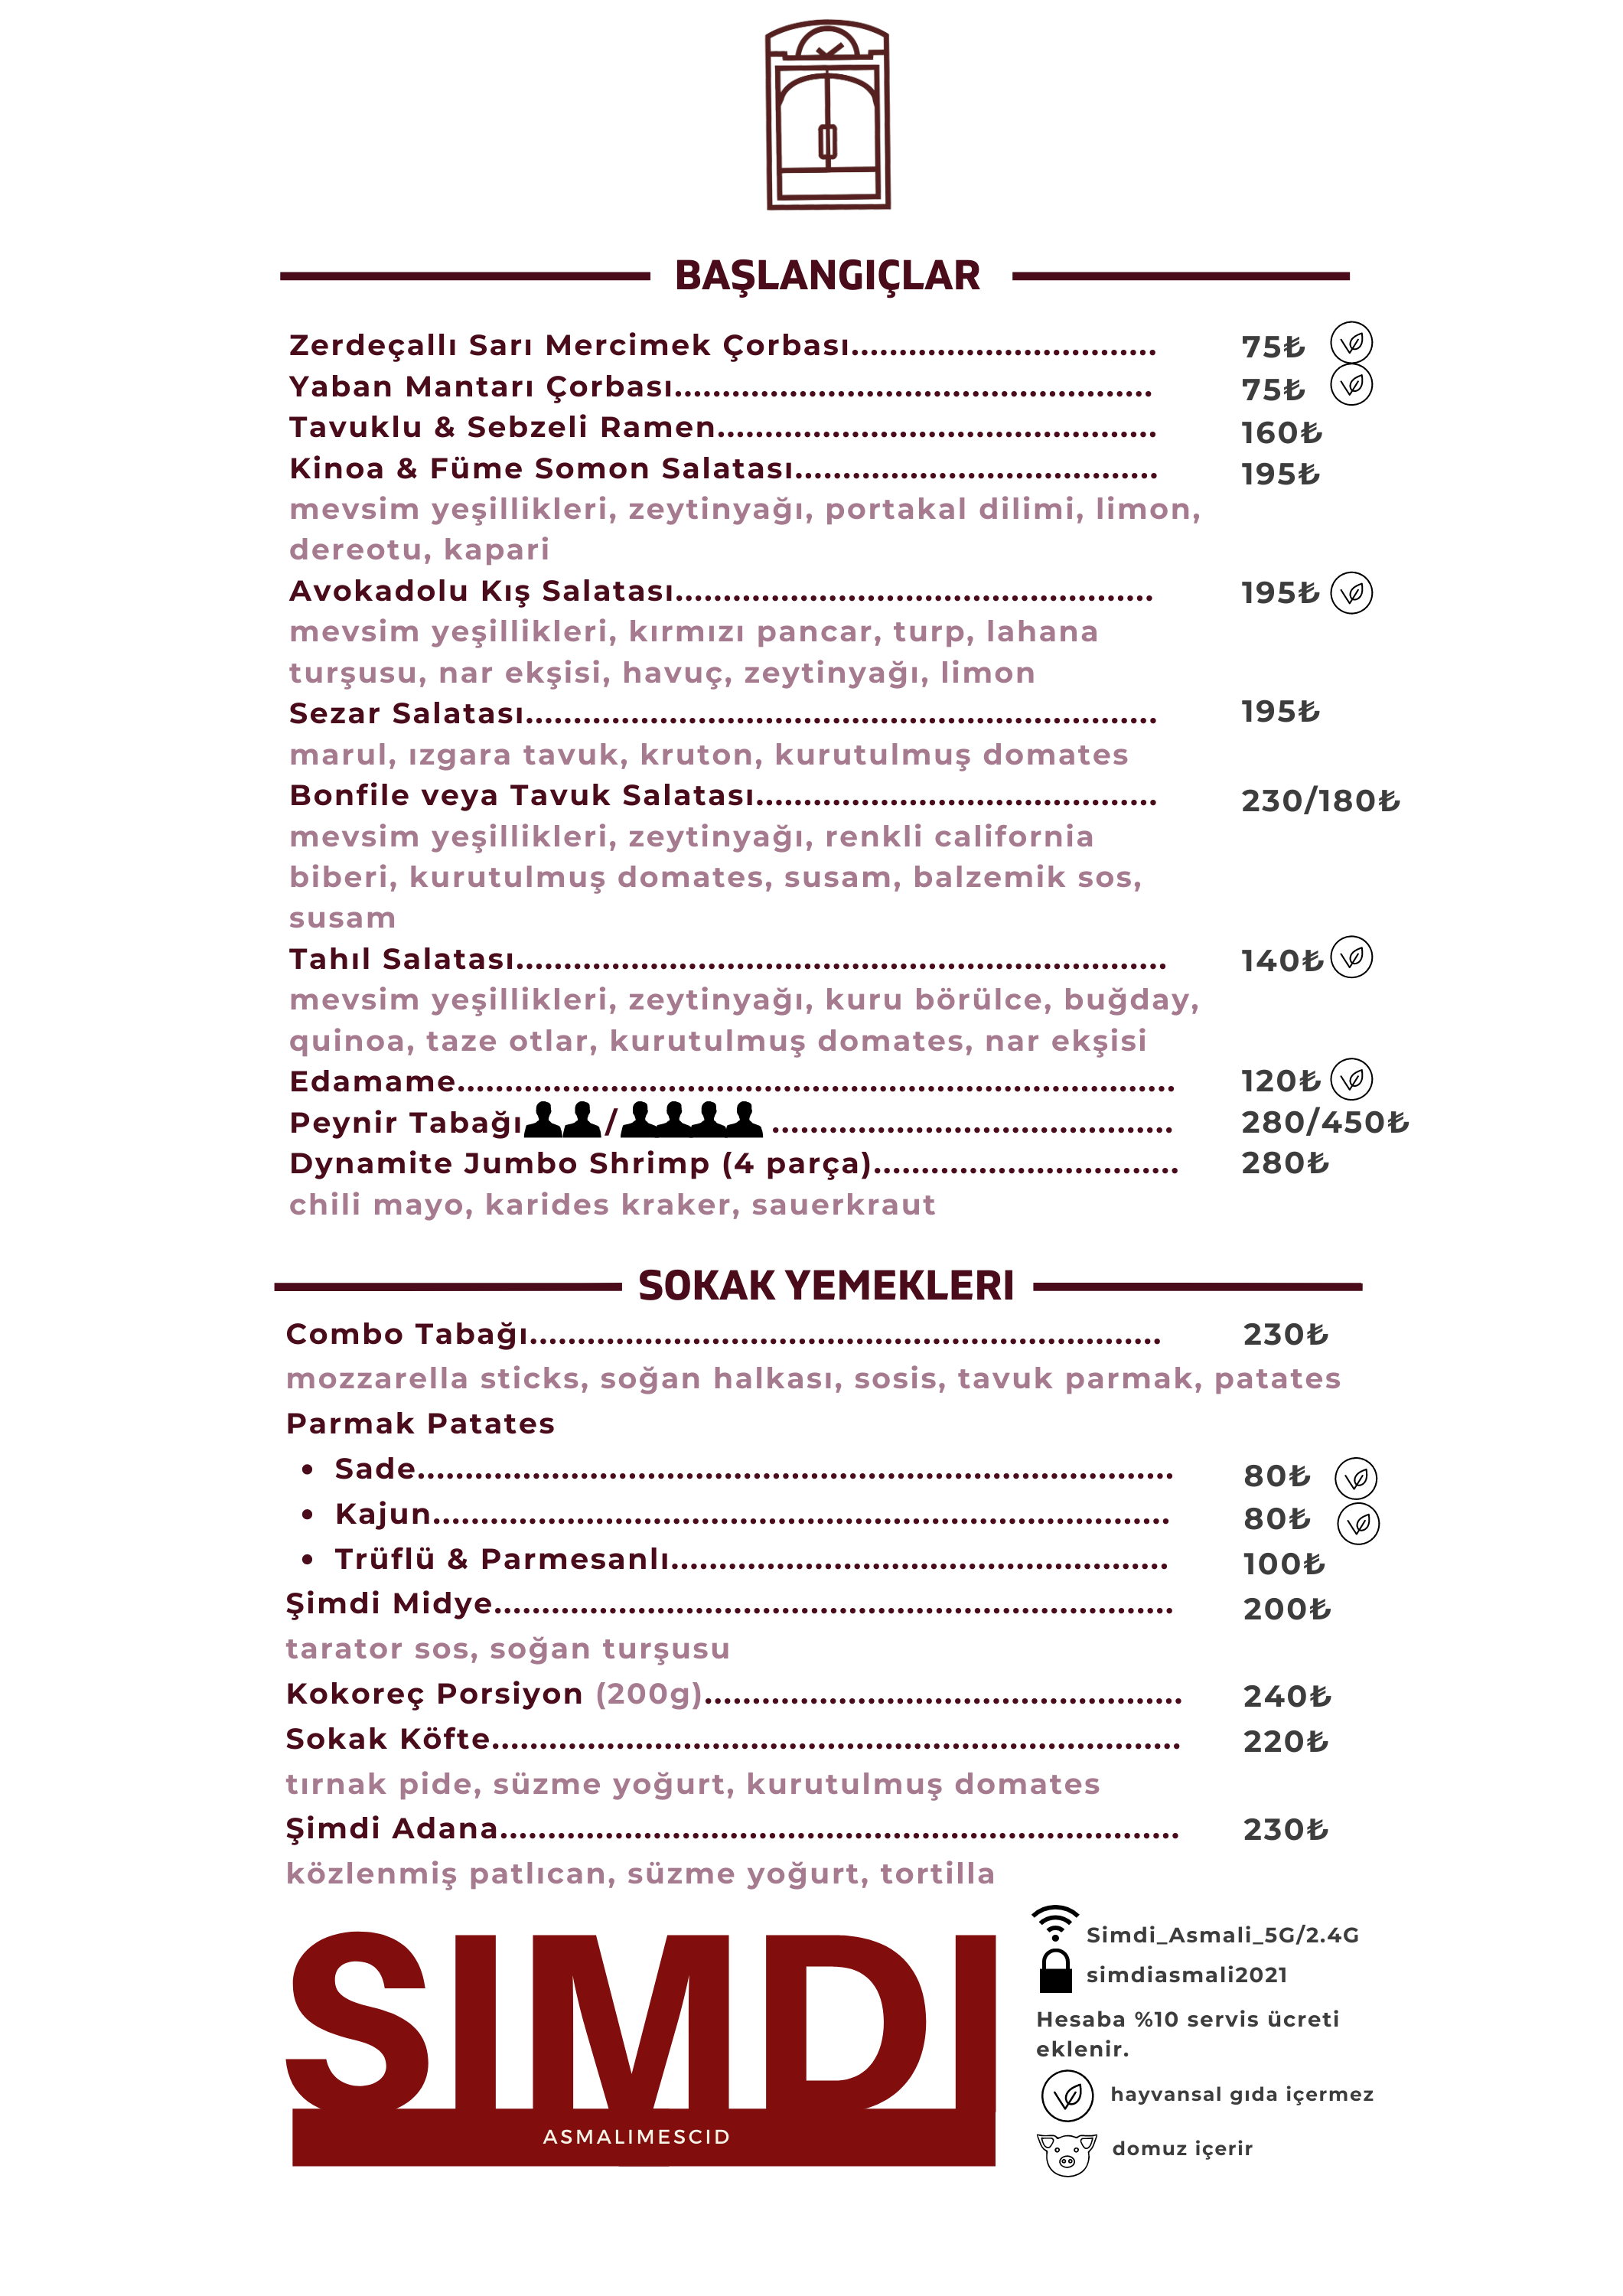 BAŞLANGIÇLAR
Zerdeçallı Sarı Mercimek Çorbası................................ 75₺
Yaban Mantarı Çorbası.................................................. 75₺
Tavuklu & Sebzeli Ramen.............................................. 160₺
Kinoa & Füme Somon Salatası...................................... 195₺
mevsim yeşillikleri, zeytinyağı, portakal dilimi, limon,
dereotu, kapari
Avokadolu Kış Salatası.................................................. 195₺
mevsim yeşillikleri, kırmızı pancar, turp, lahana
turşusu, nar ekşisi, havuç, zeytinyağı, limon
Sezar Salatası.................................................................. 195₺
marul, ızgara tavuk, kruton, kurutulmuş domates
Bonfile veya Tavuk Salatası.......................................... 230/180₺
mevsim yeşillikleri, zeytinyağı, renkli california
biberi, kurutulmuş domates, susam, balzemik sos,
susam
Tahıl Salatası.................................................................... 140₺
mevsim yeşillikleri, zeytinyağı, kuru börülce, buğday,
quinoa, taze otlar, kurutulmuş domates, nar ekşisi
Edamame........................................................................... 120₺
Peynir Tabağı / .......................................... 280/450₺
Dynamite Jumbo Shrimp (4 parça)................................ 280₺
chili mayo, karides kraker, sauerkraut
SOKAK YEMEKLERI
Combo Tabağı.................................................................. 230₺
mozzarella sticks, soğan halkası, sosis, tavuk parmak, patates
Parmak Patates
• Sade............................................................................... 80₺
• Kajun............................................................................. 80₺
• Trüflü & Parmesanlı.................................................... 100₺
Şimdi Midye....................................................................... 200₺
tarator sos, soğan turşusu
Kokoreç Porsiyon (200g).................................................. 240₺
Sokak Köfte........................................................................ 220₺
tırnak pide, süzme yoğurt, kurutulmuş domates
Şimdi Adana....................................................................... 230₺
közlenmiş patlıcan, süzme yoğurt, tortilla
SIMDI
ASMALIMESCID
Simdi_Asmali_5G/2.4G
simdiasmali2021
Hesaba %10 servis ücreti
eklenir.
hayvansal gıda içermez
domuz içerir